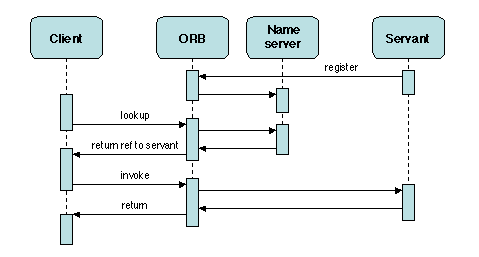 Client
ORB
Name
server
Servant
register
lookup
return ref to servant
invoke
return